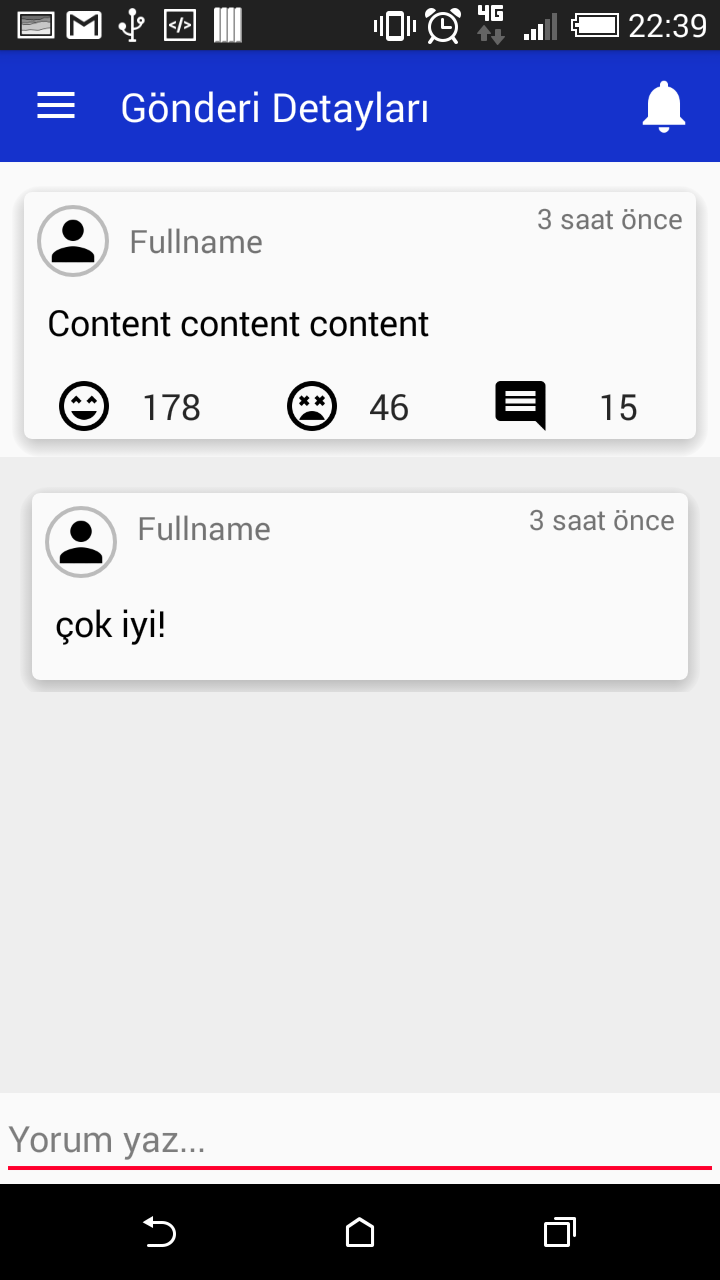 4G 22:39
Gönderi Detayları
Fullname 3 saat önce
Content content content
178 46 15
Fullname 3 saat önce
çok iyi!
Yorum yaz...